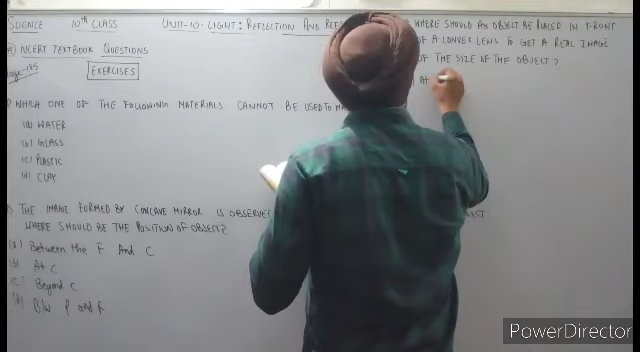 SCIENCE 10th CLASS UNIT-10-LIGHT: REFLECTION AND REF
NCERT TEXTBOOK QUESTIONS
Page-185
EXERCISES
WHICH ONE OF THE FOLLOWING MATERIALS CANNOT BE USED TO MA
(a) WATER
(b) GLASS
(c) PLASTIC
(d) CLAY
THE IMAGE FORMED BY CONCAVE MIRROR IS OBSERVE
WHERE SHOULD BE THE POSITION OF OBJECT?
(a) Between the F And C
(b) At C
(c) Beyond C
(d) B/W P and F
WHERE SHOULD AN OBJECT BE PLACED IN FRONT
OF A CONVEX LENS TO GET A REAL IMAGE
OF THE SIZE OF THE OBJECT?
At
PowerDirector